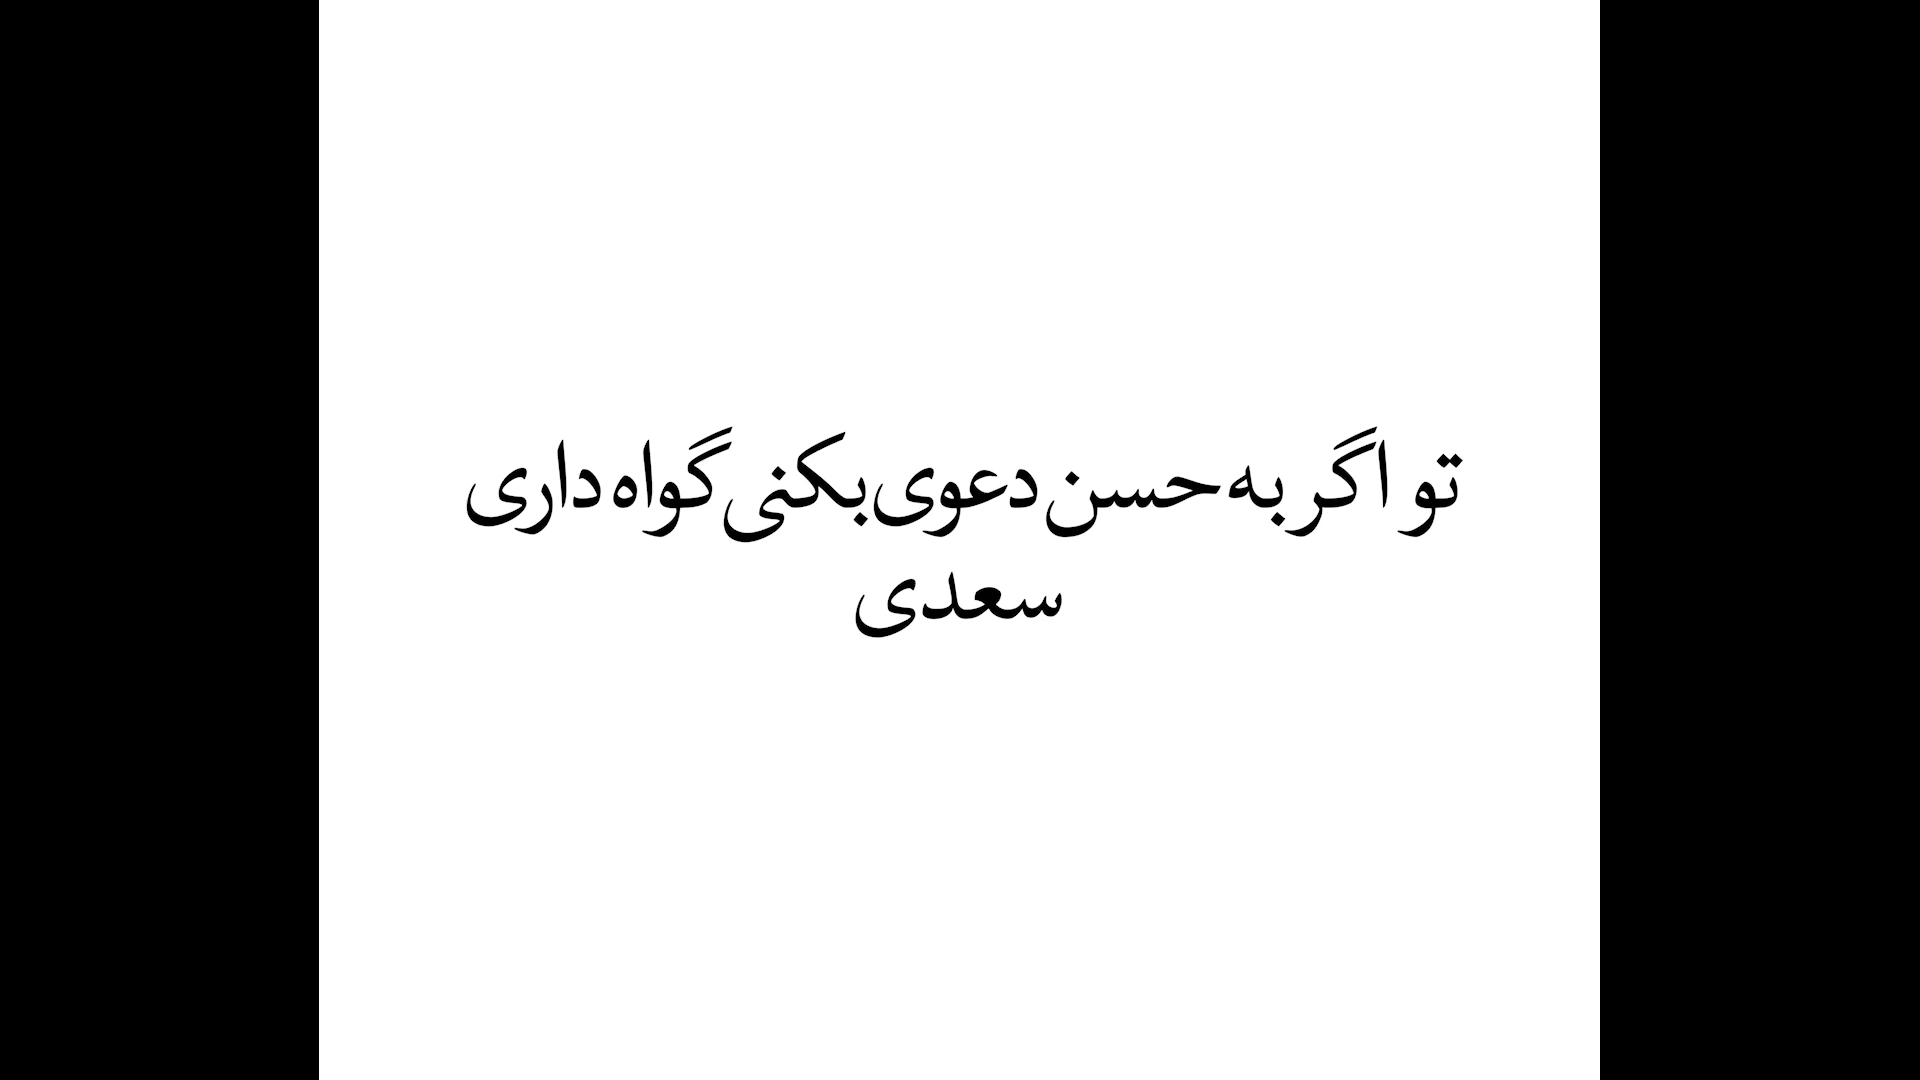 تو اگر به حسن دعوی بکنی گواه داری
سعدی